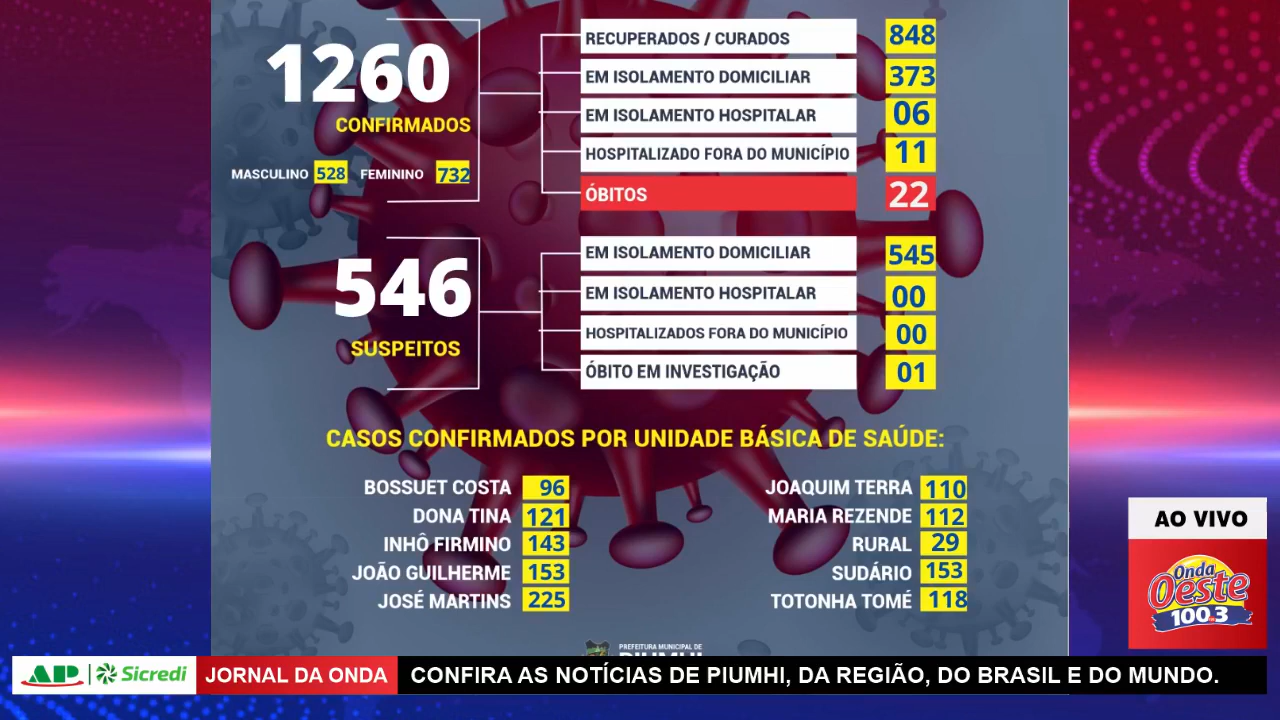 1260
CONFIRMADOS
MASCULINO 528 FEMININO 732
RECUPERADOS / CURADOS 848
EM ISOLAMENTO DOMICILIAR 373
EM ISOLAMENTO HOSPITALAR 06
HOSPITALIZADO FORA DO MUNICÍPIO 11
ÓBITOS 22
546
SUSPEITOS
EM ISOLAMENTO DOMICILIAR 545
EM ISOLAMENTO HOSPITALAR 00
HOSPITALIZADOS FORA DO MUNICÍPIO 00
ÓBITO EM INVESTIGAÇÃO 01
CASOS CONFIRMADOS POR UNIDADE BÁSICA DE SAÚDE:
BOSSUET COSTA 96
DONA TINA 121
INHÔ FIRMINO 143
JOÃO GUILHERME 153
JOSÉ MARTINS 225
JOAQUIM TERRA 110
MARIA REZENDE 112
RURAL 29
SUDÁRIO 153
TOTONHA TOMÉ 118
PREFEITURA MUNICIPAL DE
PIUMHI
AO VIVO
Onda
Oeste
100.3
AP Sicredi JORNAL DA ONDA CONFIRA AS NOTÍCIAS DE PIUMHI, DA REGIÃO, DO BRASIL E DO MUNDO.